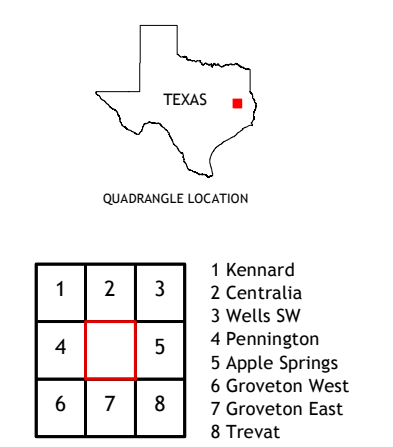 TEXAS
QUADRANGLE LOCATION
1 2 3
4 5
6 7 8
1 Kennard
2 Centralia
3 Wells SW
4 Pennington
5 Apple Springs
6 Groveton West
7 Groveton East
8 Trevat